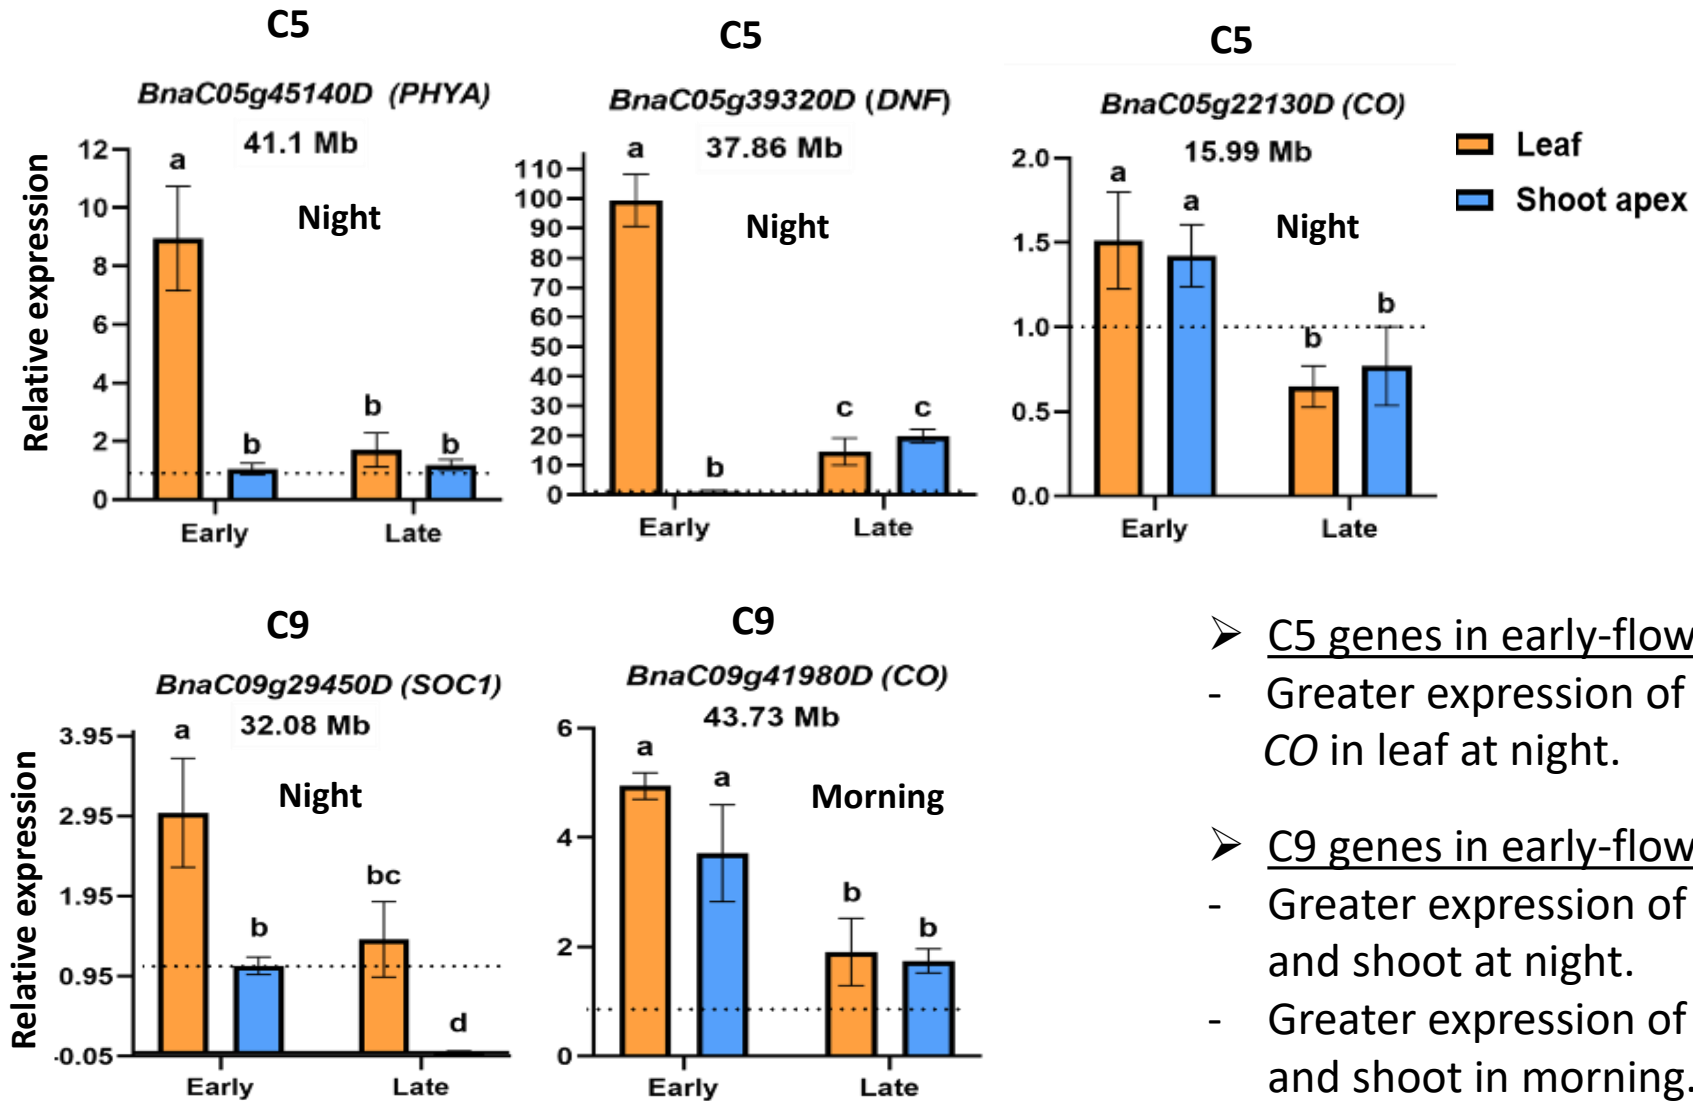 C5
BnaC05g45140D (PHYA)
41.1 Mb
Night
a
b
b
b
12
10
8
6
4
2
0
Relative expression
Early
Late
C5
BnaC05g39320D (DNF)
37.86 Mb
Night
a
b
c
c
110
100
90
80
70
60
50
40
30
20
10
0
Early
Late
C5
BnaC05g22130D (CO)
15.99 Mb
Night
a
a
b
b
2.0
1.5
1.0
0.5
0.0
Early
Late
Leaf
Shoot apex
C9
BnaC09g29450D (SOC1)
32.08 Mb
Night
a
b
bc
d
3.95
2.95
1.95
0.95
-0.05
Relative expression
Early
Late
C9
BnaC09g41980D (CO)
43.73 Mb
Morning
a
a
b
b
6
4
2
0
Early
Late
➢ C5 genes in early-flow
- Greater expression of
CO in leaf at night.
➢ C9 genes in early-flow
- Greater expression of
and shoot at night.
- Greater expression of
and shoot in morning.